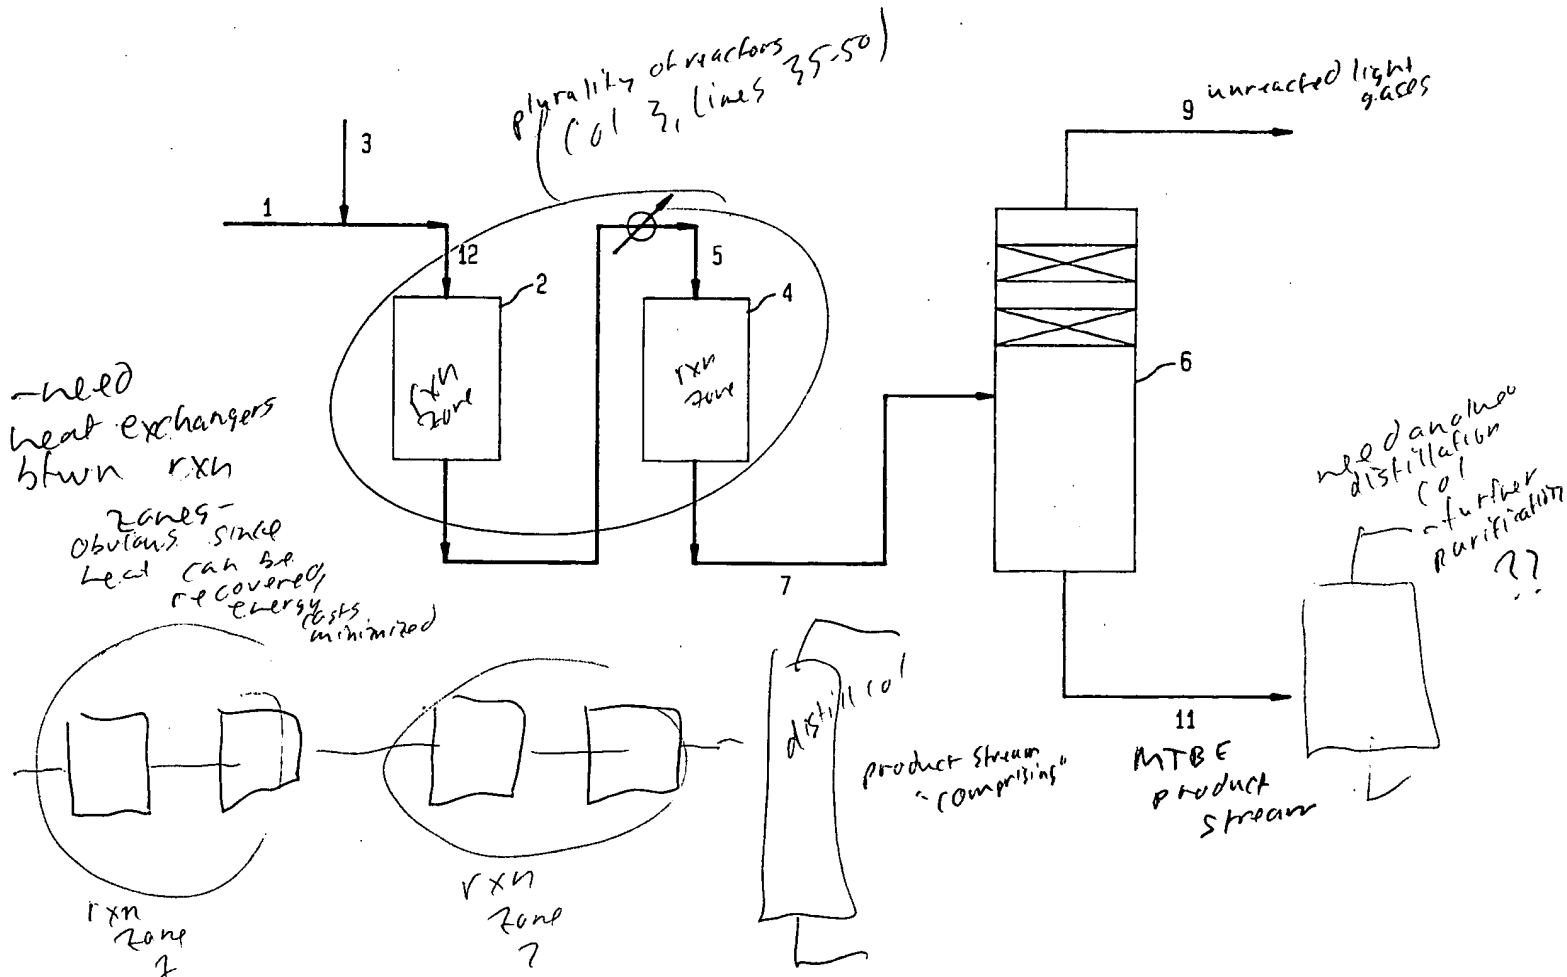 plurality of reactors
(col 3, lines 35-50)
9
unreacted light
gases
3
1
12
5
2
4
rxn
zone
rxn
zone
6
7
11
- need
heat exchangers
btwn rxn
zones -
obvious since
heat can be
recovered,
energy
costs
minimized
need another
distillation
col
- further
purification
??
distill col
product stream
"comprising"
MTBE
product
stream
rxn
zone
rxn
zone
?